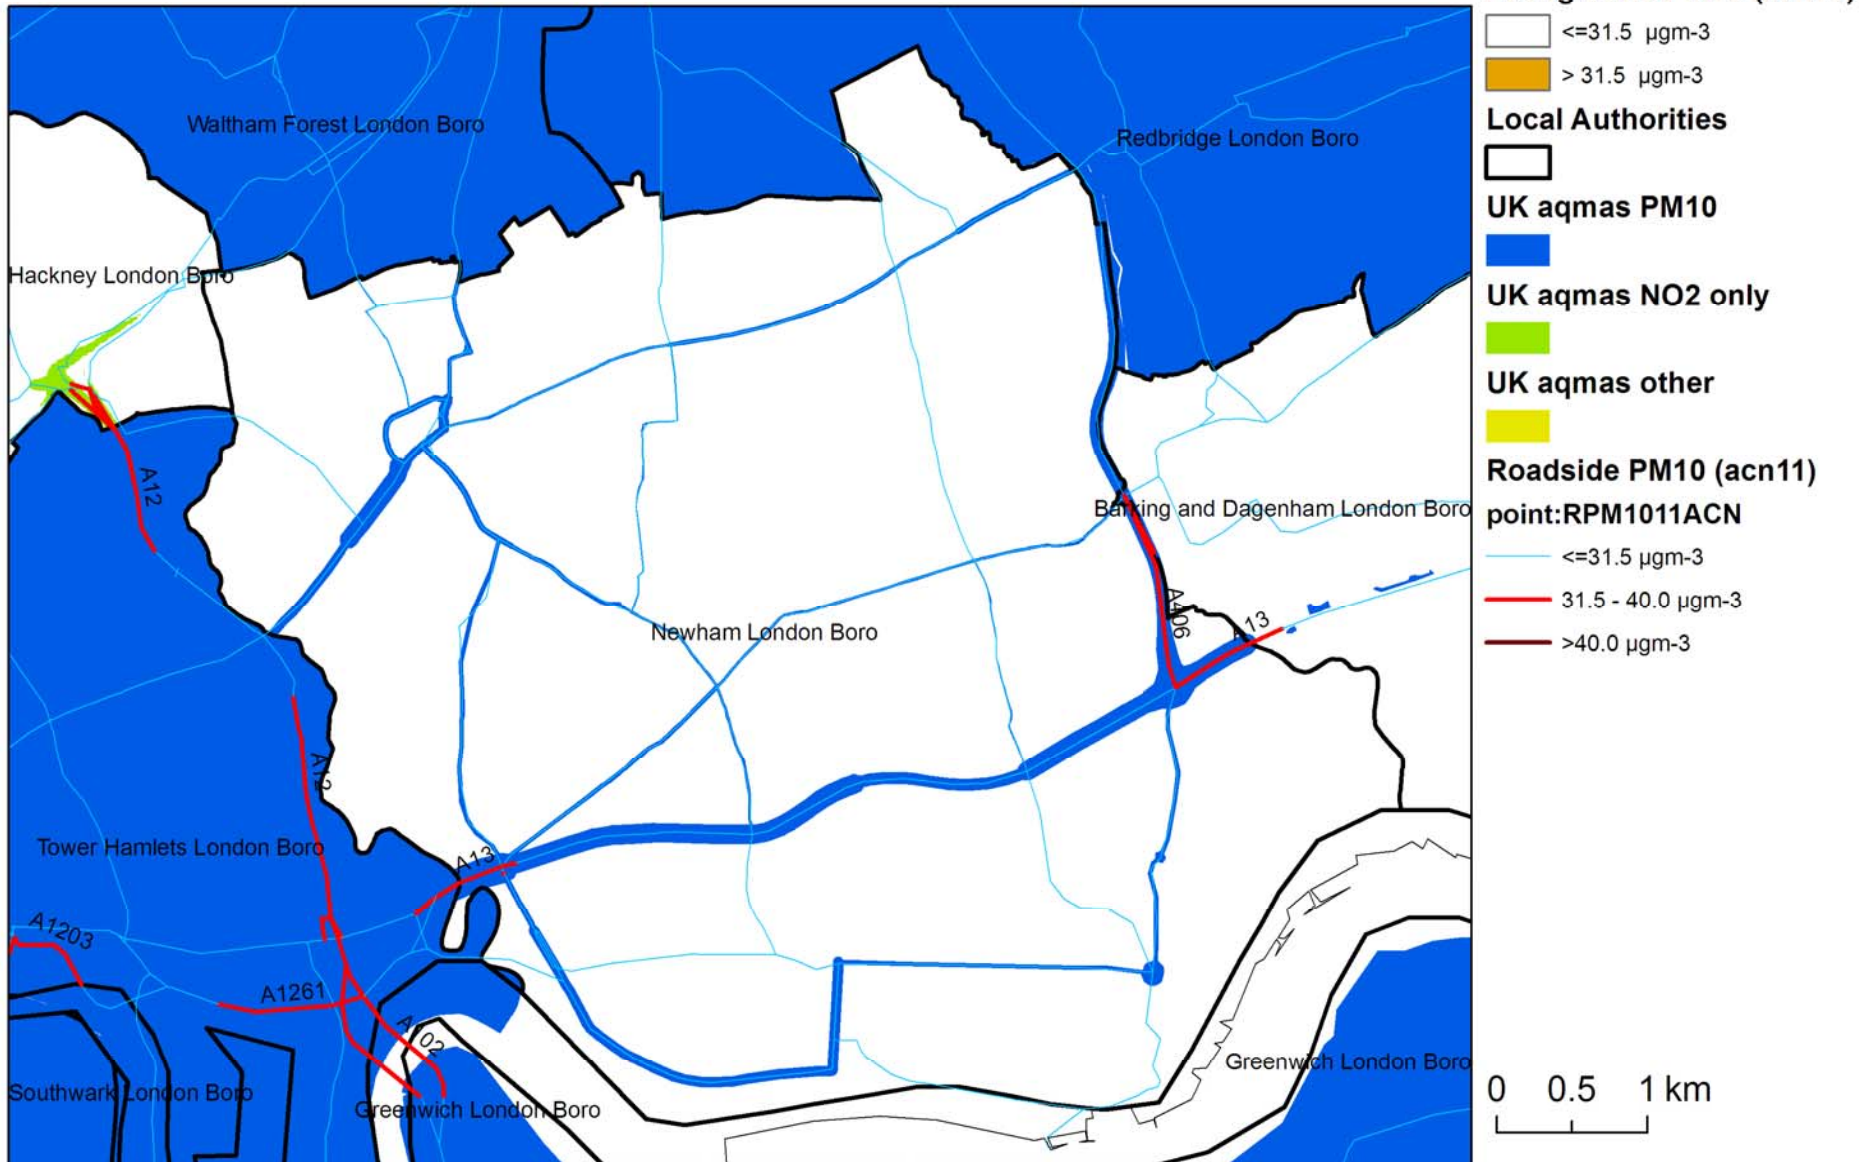 <=31.5 µgm-3
> 31.5 µgm-3
Local Authorities
UK aqmas PM10
UK aqmas NO2 only
UK aqmas other
Roadside PM10 (acn11)
point:RPM1011ACN
<=31.5 µgm-3
31.5 - 40.0 µgm-3
>40.0 µgm-3
0 0.5 1 km
Waltham Forest London Boro
Redbridge London Boro
Hackney London Boro
A12
Barking and Dagenham London Boro
A406
A13
Newham London Boro
A12
Tower Hamlets London Boro
A13
A1203
A1261
A102
Southwark London Boro
Greenwich London Boro
Greenwich London Boro